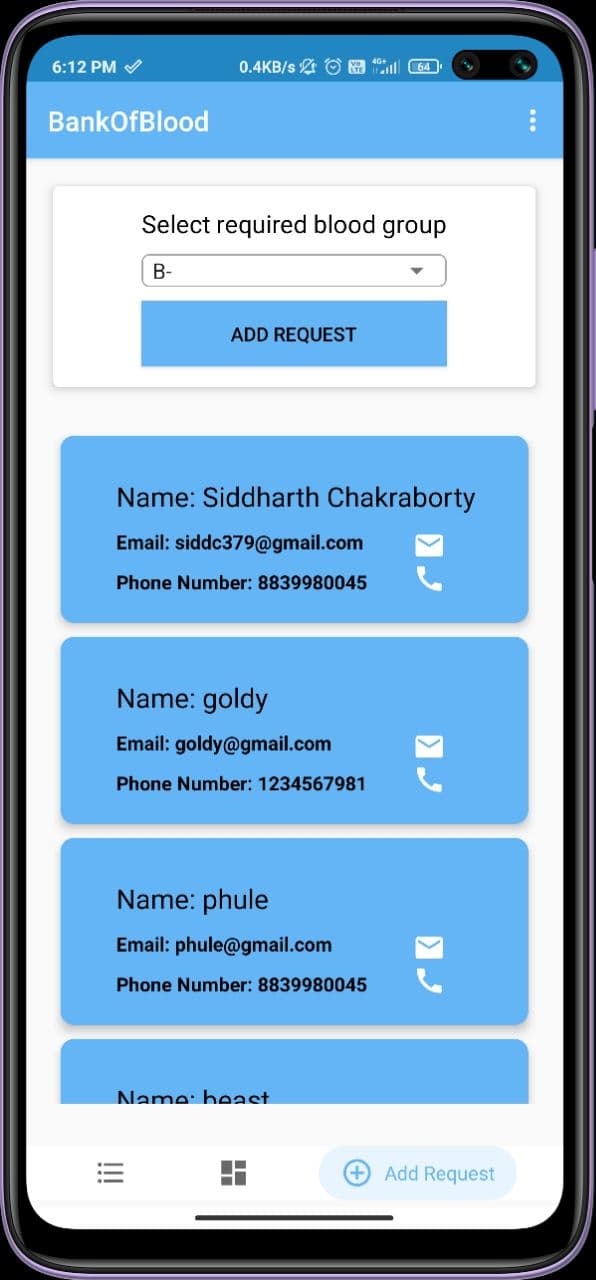 6:12 PM 0.4KB/s VoLTE 4G+ 64
BankOfBlood
Select required blood group
B-
ADD REQUEST
Name: Siddharth Chakraborty
Email: siddc379@gmail.com
Phone Number: 8839980045
Name: goldy
Email: goldy@gmail.com
Phone Number: 1234567981
Name: phule
Email: phule@gmail.com
Phone Number: 8839980045
Name: beast
Add Request